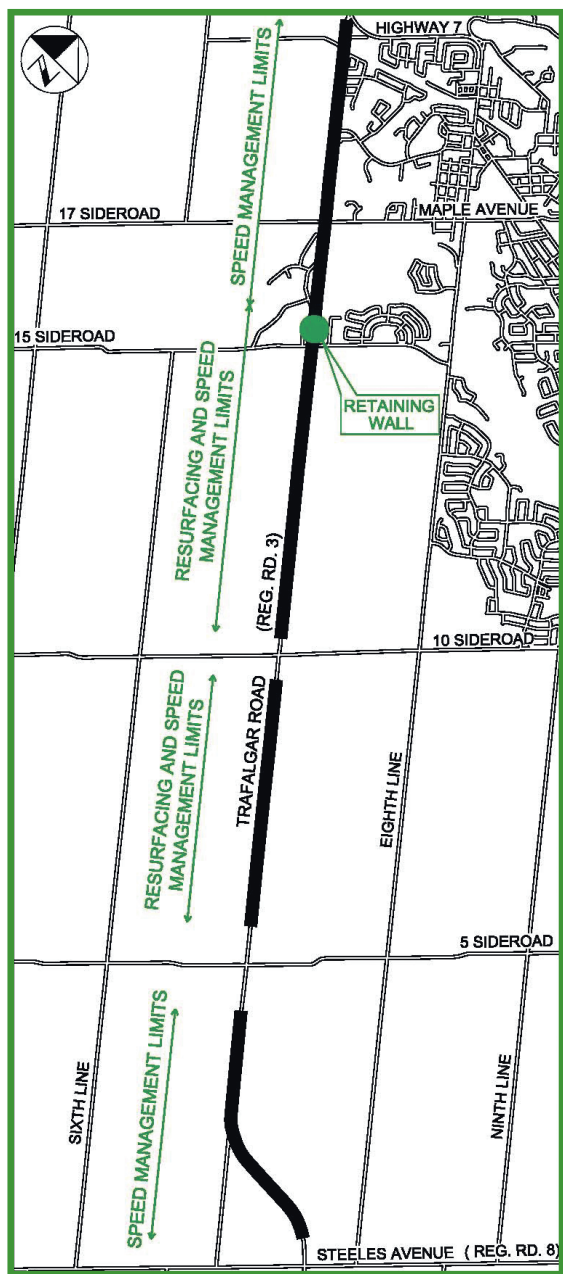 HIGHWAY 7
SPEED MANAGEMENT LIMITS
17 SIDEROAD
MAPLE AVENUE
15 SIDEROAD
RETAINING
WALL
RESURFACING AND SPEED
MANAGEMENT LIMITS
(REG. RD. 3)
10 SIDEROAD
RESURFACING AND SPEED
MANAGEMENT LIMITS
TRAFALGAR ROAD
EIGHTH LINE
5 SIDEROAD
SPEED MANAGEMENT LIMITS
SIXTH LINE
NINTH LINE
STEELES AVENUE ( REG. RD. 8)